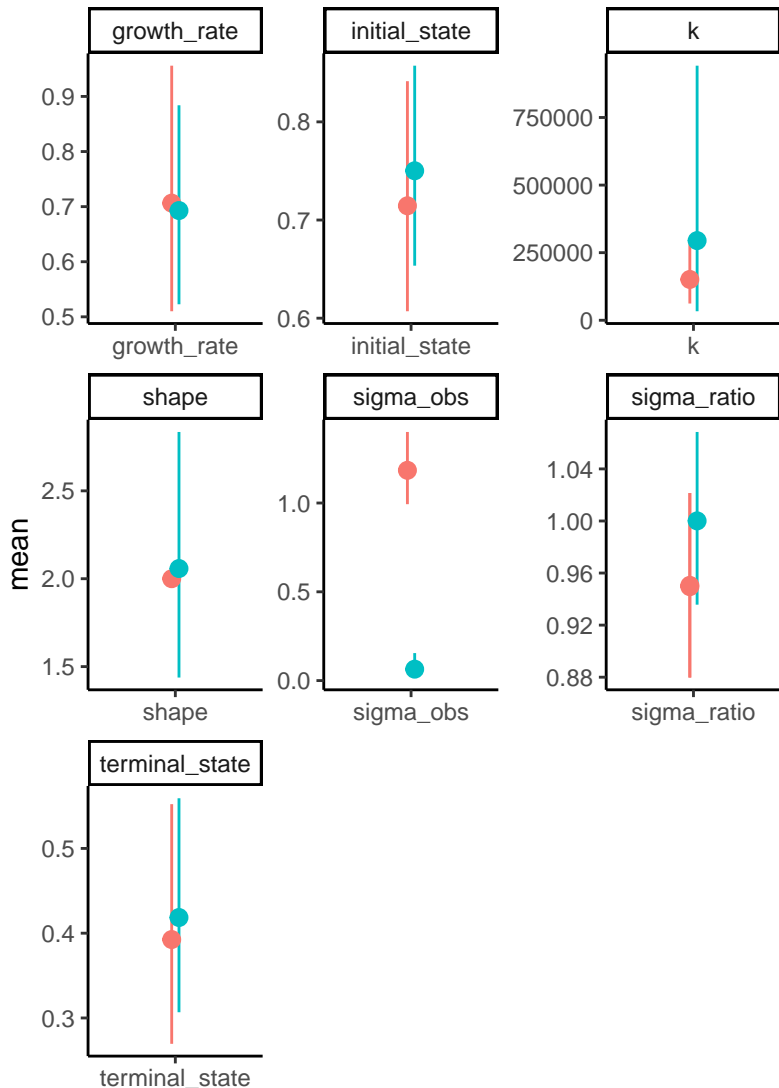 growth_rate initial_state k
0.9
0.8
0.7
0.6
0.5
growth_rate
0.8
0.7
0.6
initial_state
750000
500000
250000
0
k
mean
shape sigma_obs sigma_ratio
2.5
2.0
1.5
shape
1.0
0.5
0.0
sigma_obs
1.04
1.00
0.96
0.92
0.88
sigma_ratio
terminal_state
0.5
0.4
0.3
terminal_state